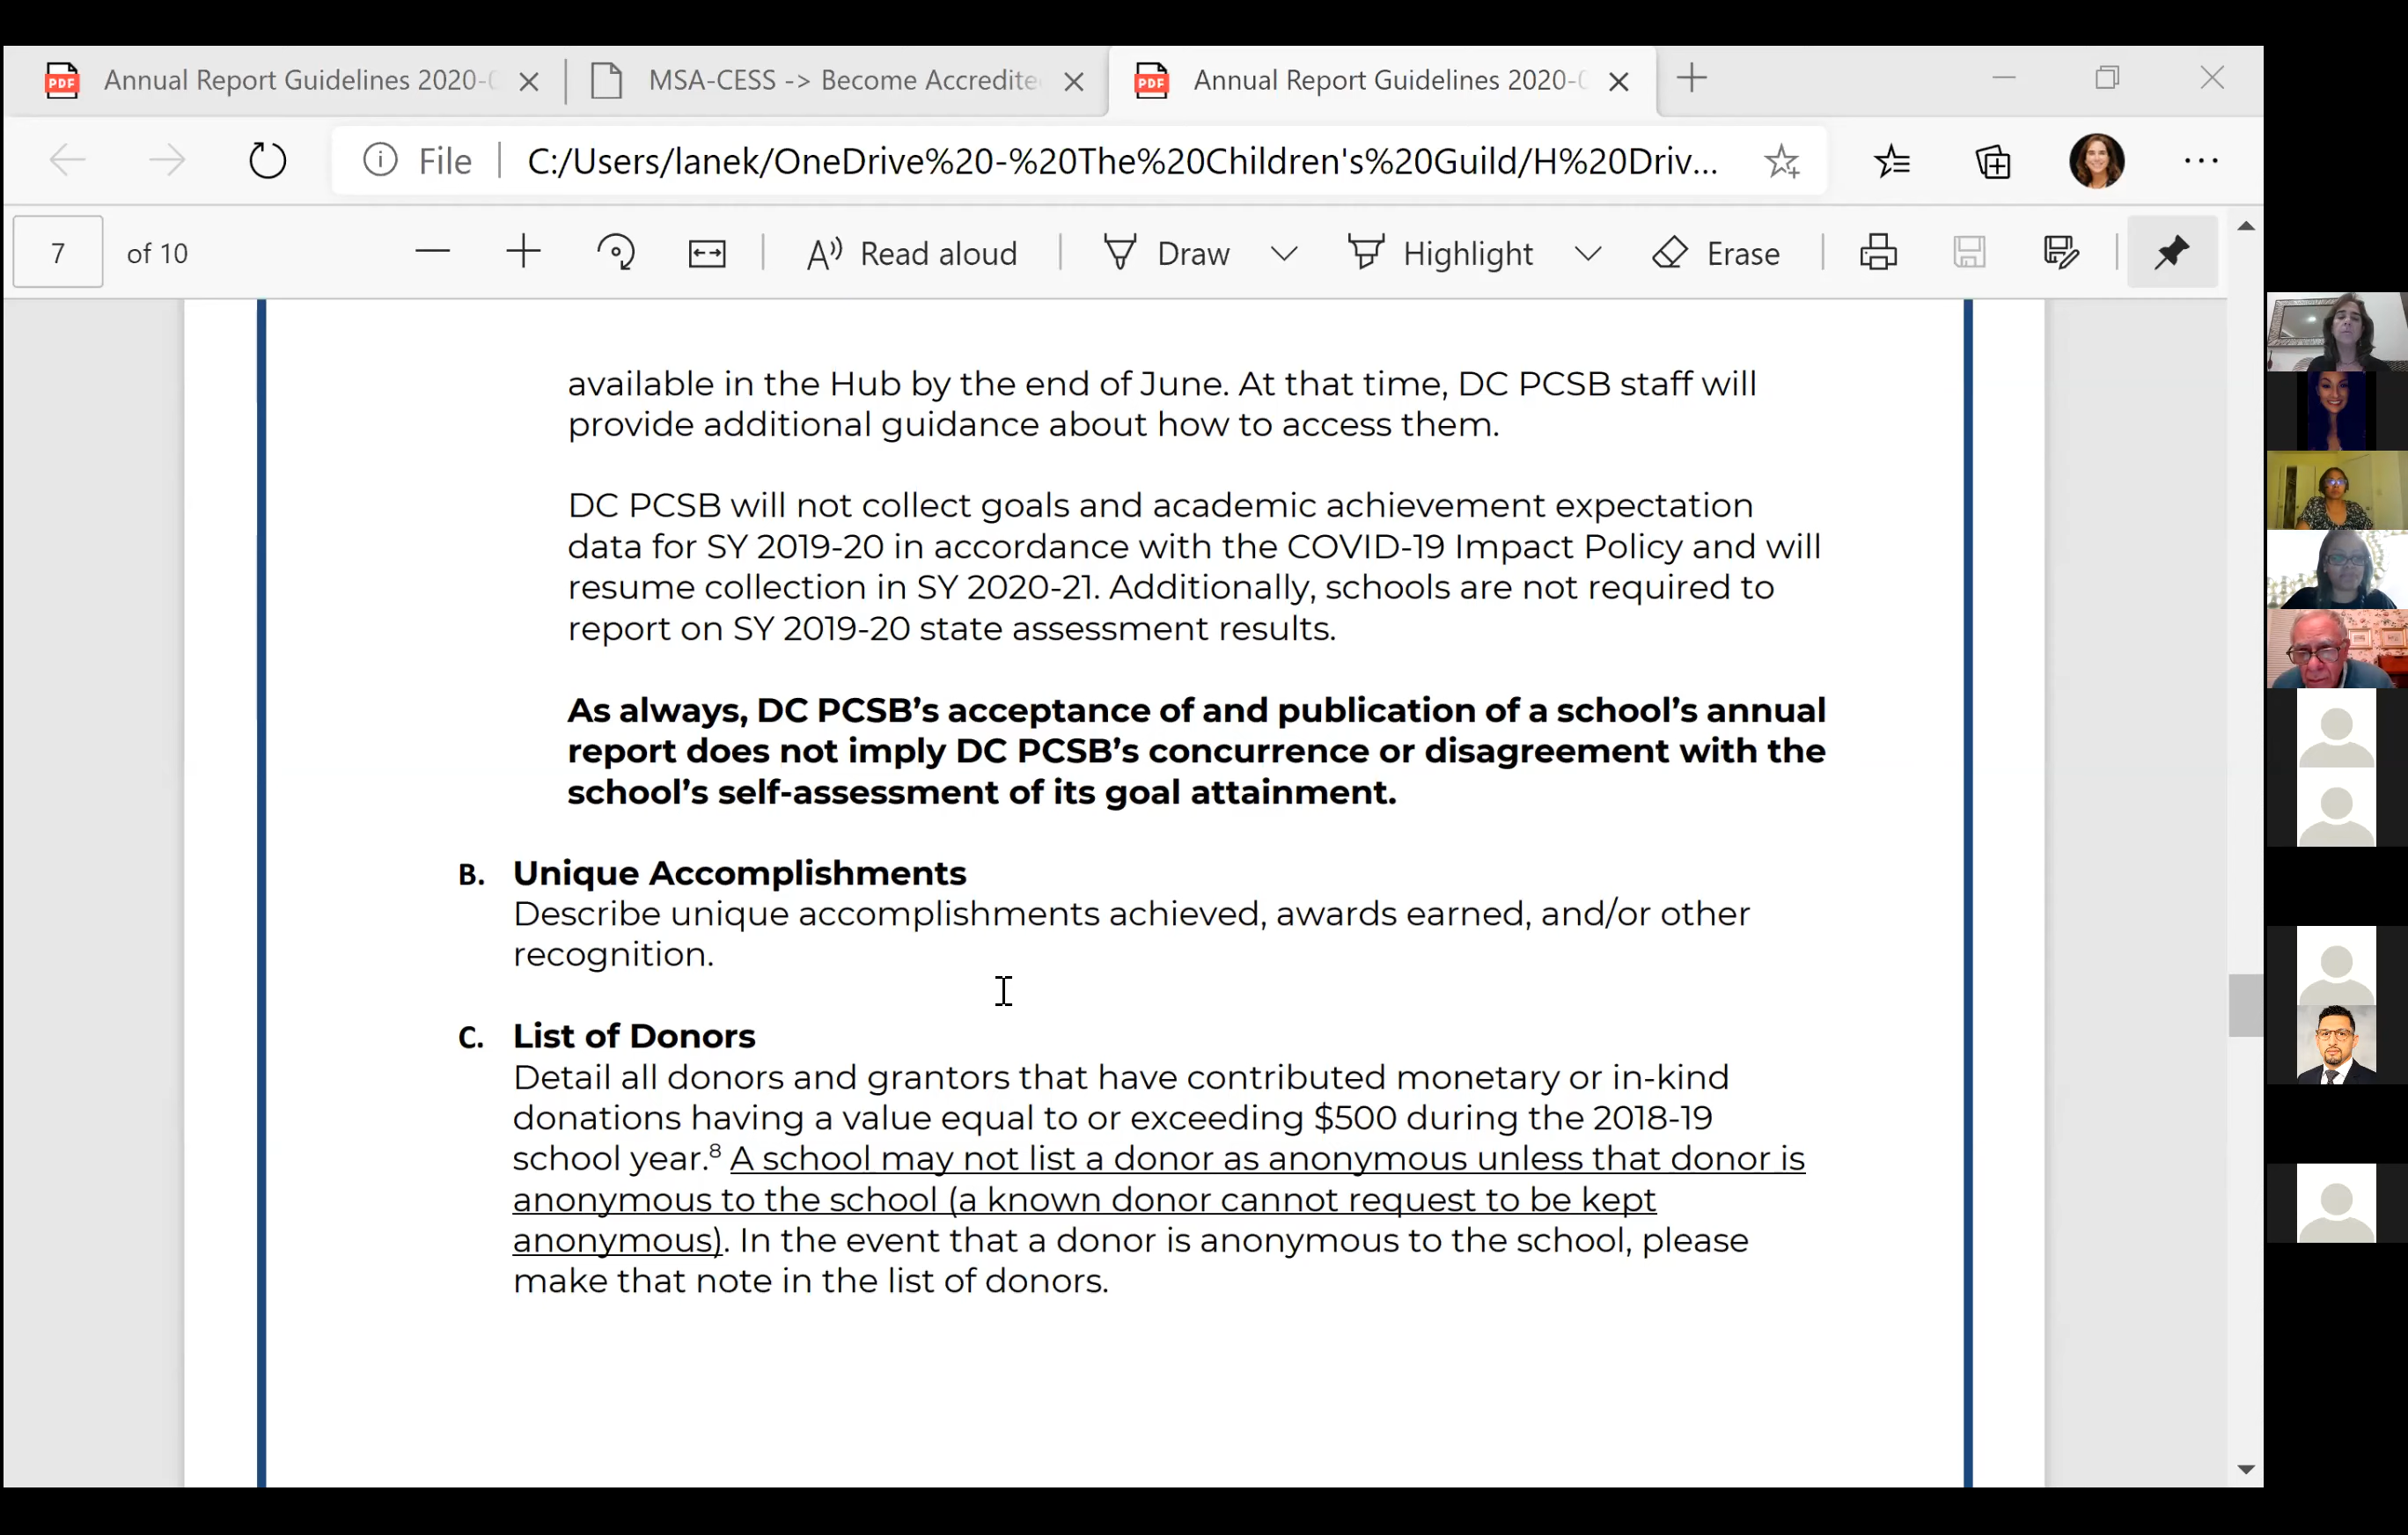 Annual Report Guidelines 2020-0
MSA-CESS -> Become Accredite
Annual Report Guidelines 2020-0
File
C:/Users/lanek/OneDrive%20-%20The%20Children's%20Guild/H%20Driv...
7 of 10
Read aloud
Draw
Highlight
Erase
available in the Hub by the end of June. At that time, DC PCSB staff will
provide additional guidance about how to access them.
DC PCSB will not collect goals and academic achievement expectation
data for SY 2019-20 in accordance with the COVID-19 Impact Policy and will
resume collection in SY 2020-21. Additionally, schools are not required to
report on SY 2019-20 state assessment results.
As always, DC PCSB’s acceptance of and publication of a school’s annual
report does not imply DC PCSB’s concurrence or disagreement with the
school’s self-assessment of its goal attainment.
B. Unique Accomplishments
Describe unique accomplishments achieved, awards earned, and/or other
recognition.
C. List of Donors
Detail all donors and grantors that have contributed monetary or in-kind
donations having a value equal to or exceeding $500 during the 2018-19
school year.⁸ A school may not list a donor as anonymous unless that donor is
anonymous to the school (a known donor cannot request to be kept
anonymous). In the event that a donor is anonymous to the school, please
make that note in the list of donors.